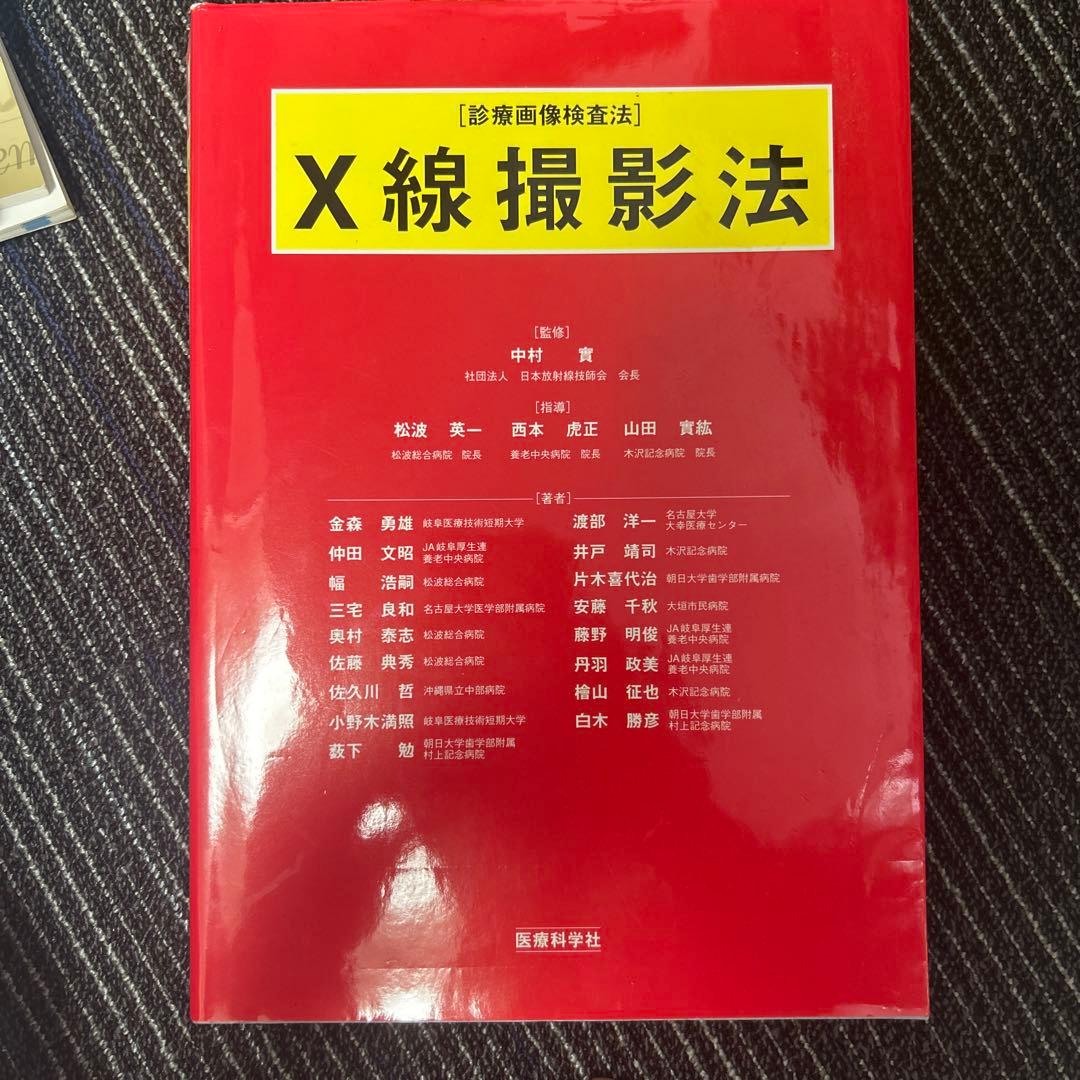 [診療画像検査法]
X線撮影法
[監修]
中村 實
社団法人 日本放射線技師会 会長
[指導]
松波 英一 西本 虎正 山田 實紘
松波総合病院 院長 養老中央病院 院長 木沢記念病院 院長
[著者]
金森 勇雄 岐阜医療技術短期大学
仲田 文昭 JA岐阜厚生連
養老中央病院
幅 浩嗣 松波総合病院
三宅 良和 名古屋大学医学部附属病院
奥村 泰志 松波総合病院
佐藤 典秀 松波総合病院
佐久川 哲 沖縄県立中部病院
小野木満照 岐阜医療技術短期大学
薮下 勉 朝日大学歯学部附属
村上記念病院
渡部 洋一 名古屋大学
大幸医療センター
井戸 靖司 木沢記念病院
片木喜代治 朝日大学歯学部附属病院
安藤 千秋 大垣市民病院
藤野 明俊 JA岐阜厚生連
養老中央病院
丹羽 政美 JA岐阜厚生連
養老中央病院
檜山 征也 木沢記念病院
白木 勝彦 朝日大学歯学部附属
村上記念病院
医療科学社